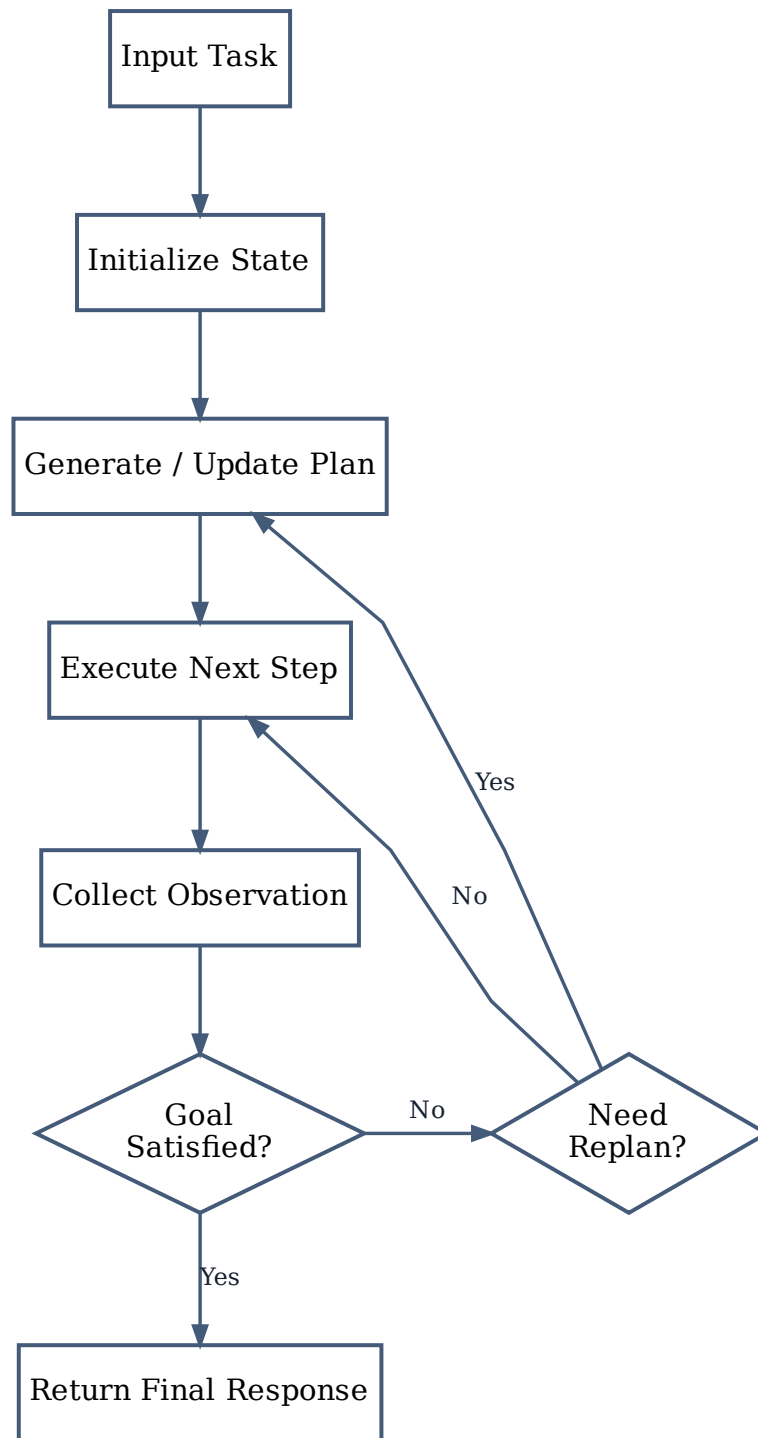 Input Task
Initialize State
Generate / Update Plan
Execute Next Step
Yes
Collect Observation
No
Goal
Satisfied?
No
Need
Replan?
Yes
Return Final Response